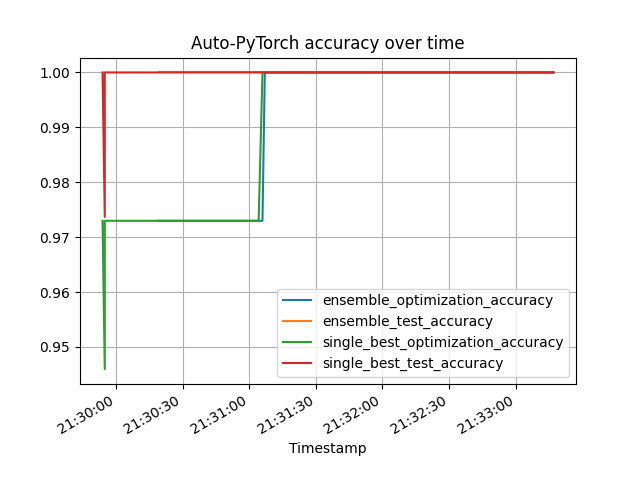 Auto-PyTorch accuracy over time
1.00
0.99
0.98
0.97
0.96
0.95
ensemble_optimization_accuracy
ensemble_test_accuracy
single_best_optimization_accuracy
single_best_test_accuracy
21:30:00
21:30:30
21:31:00
21:31:30
21:32:00
21:32:30
21:33:00
Timestamp